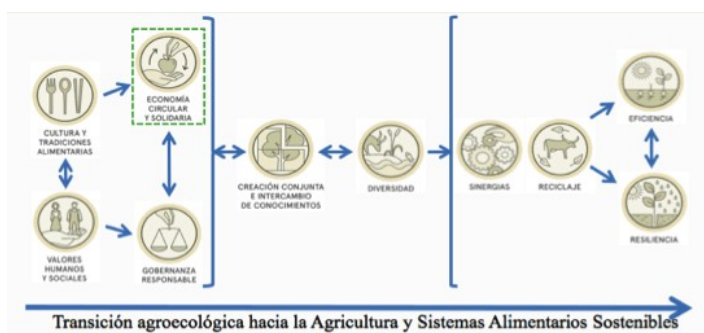 CULTURA Y
TRADICIONES
ALIMENTARIAS
ECONOMÍA
CIRCULAR
Y SOLIDARIA
VALORES
HUMANOS
Y SOCIALES
GOBERNANZA
RESPONSABLE
CREACIÓN CONJUNTA
E INTERCAMBIO
DE CONOCIMIENTOS
DIVERSIDAD
SINERGIAS
RECICLAJE
EFICIENCIA
RESILIENCIA
Transición agroecológica hacia la Agricultura y Sistemas Alimentarios Sostenibles